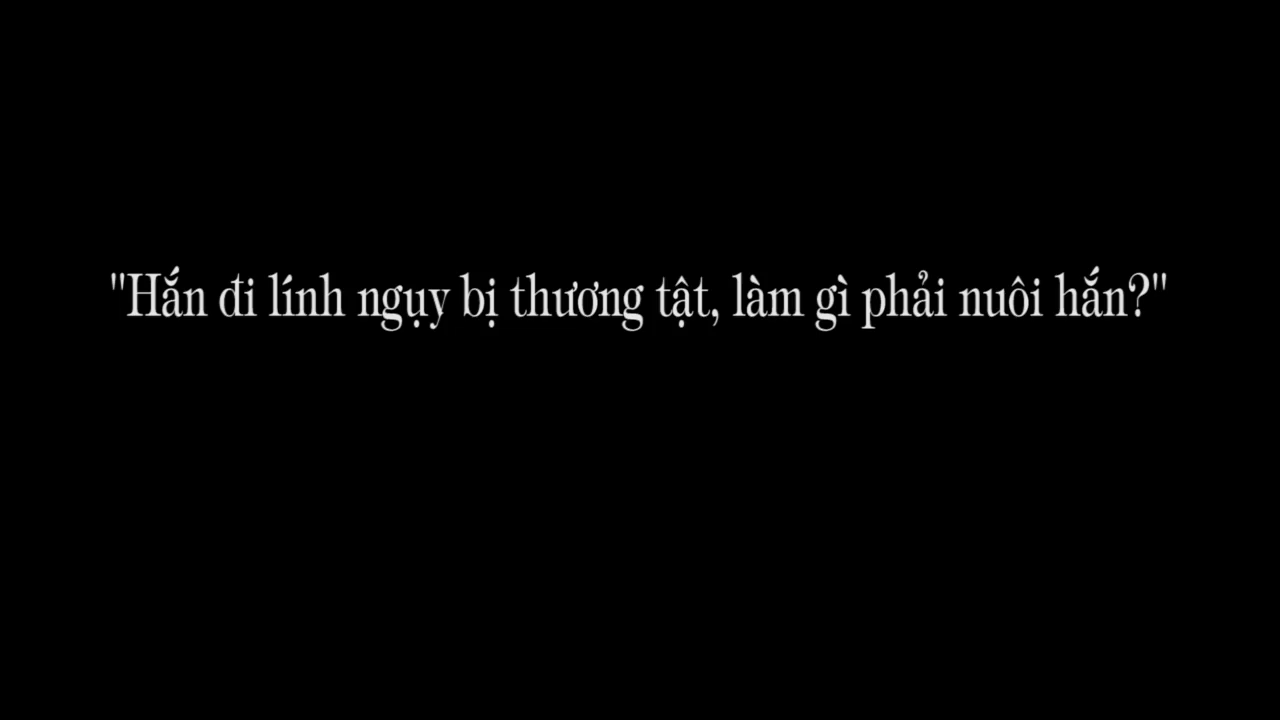 "Hắn đi lính ngụy bị thương tật, làm gì phải nuôi hắn?"